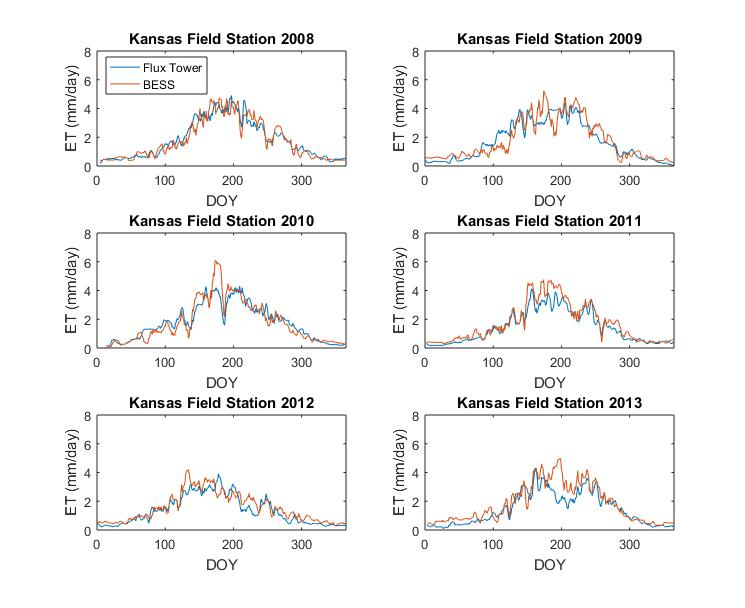 Kansas Field Station 2008
8
6
4
2
0
ET (mm/day)
Flux Tower
BESS
0 100 200 300
DOY
Kansas Field Station 2009
8
6
4
2
0
ET (mm/day)
0 100 200 300
DOY
Kansas Field Station 2010
8
6
4
2
0
ET (mm/day)
0 100 200 300
DOY
Kansas Field Station 2011
8
6
4
2
0
ET (mm/day)
0 100 200 300
DOY
Kansas Field Station 2012
8
6
4
2
0
ET (mm/day)
0 100 200 300
DOY
Kansas Field Station 2013
8
6
4
2
0
ET (mm/day)
0 100 200 300
DOY